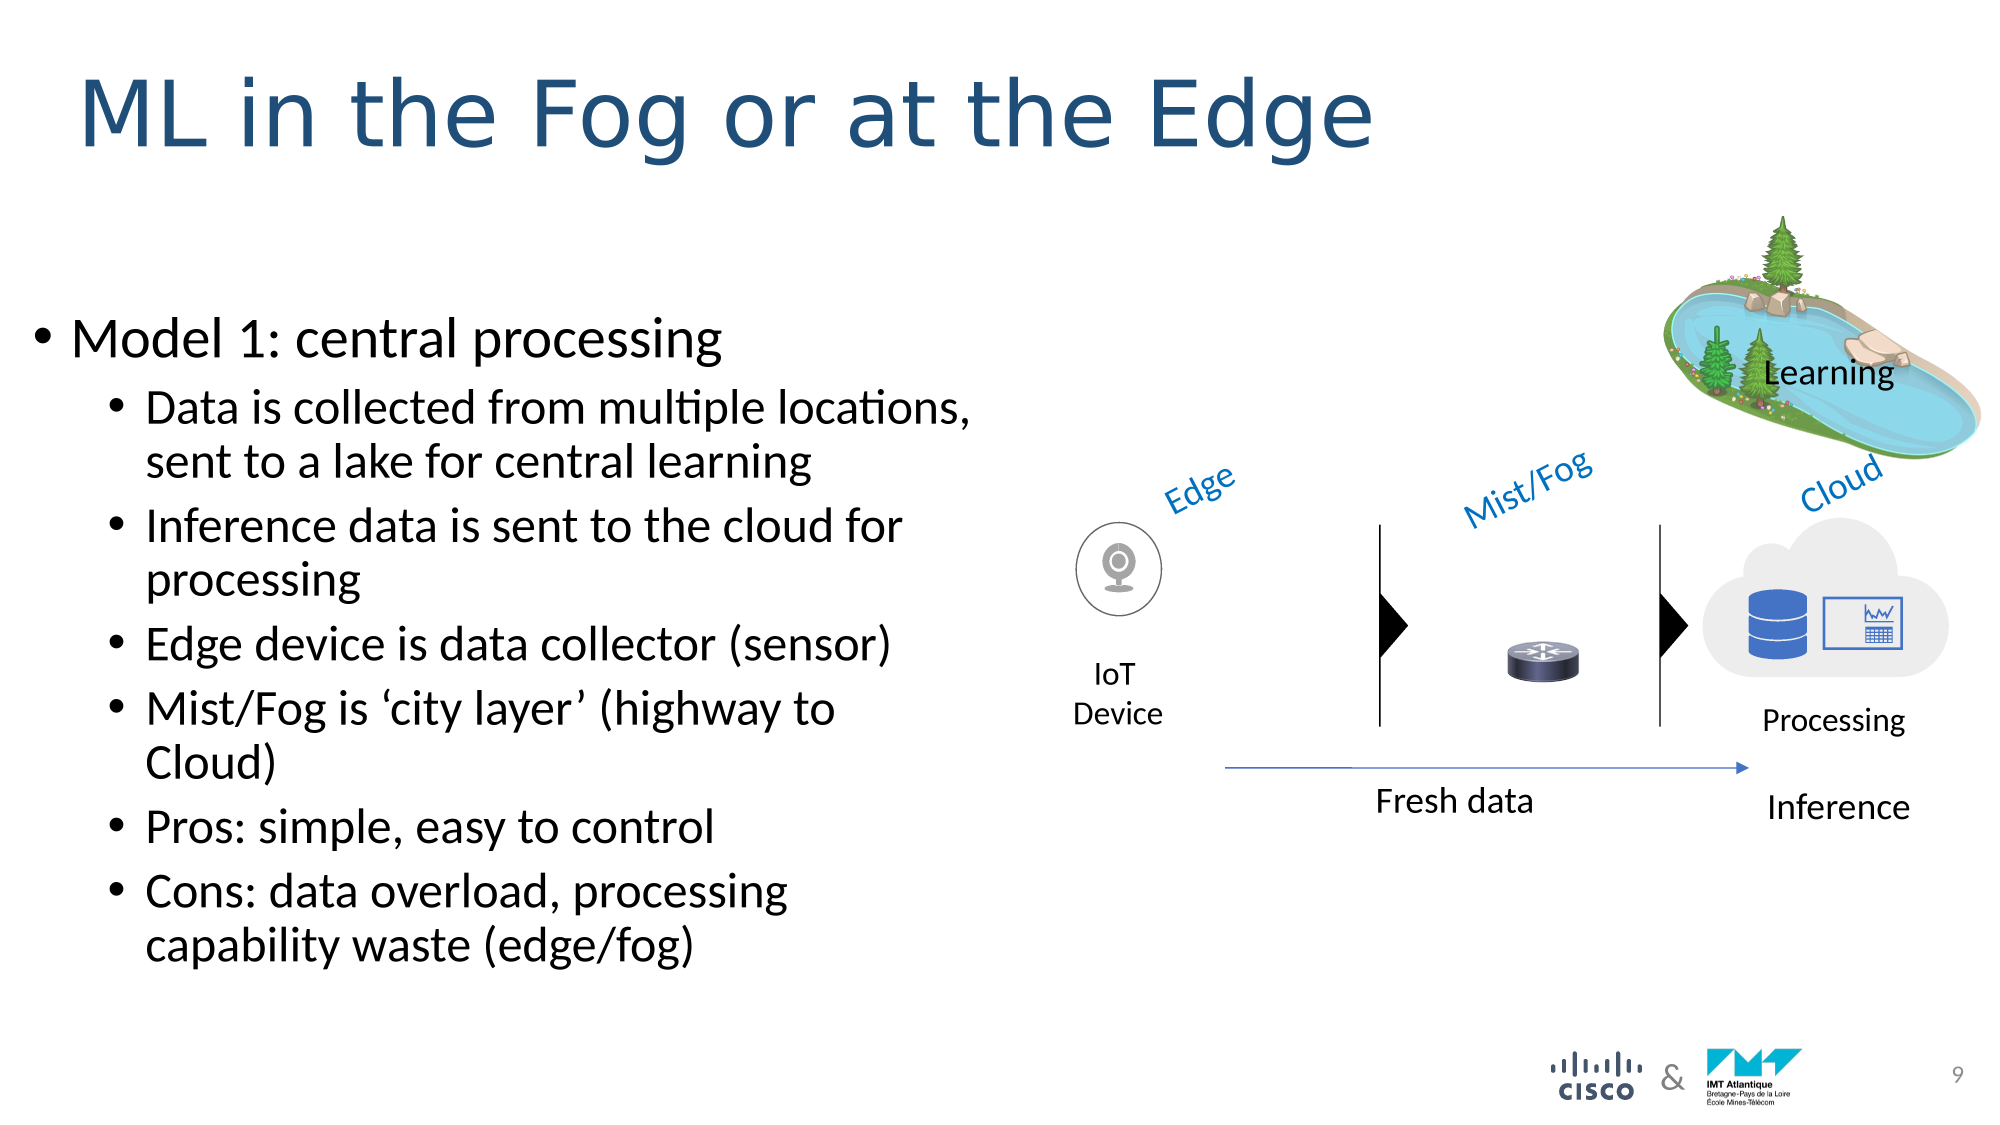 ML in the Fog or at the Edge
• Model 1: central processing
• Data is collected from multiple locations,
sent to a lake for central learning
• Inference data is sent to the cloud for
processing
• Edge device is data collector (sensor)
• Mist/Fog is ‘city layer’ (highway to
Cloud)
• Pros: simple, easy to control
• Cons: data overload, processing
capability waste (edge/fog)
Learning
Edge
Mist/Fog
Cloud
IoT
Device
Processing
Fresh data
Inference
CISCO
&
IMT Atlantique
Bretagne-Pays de la Loire
École Mines-Télécom
9